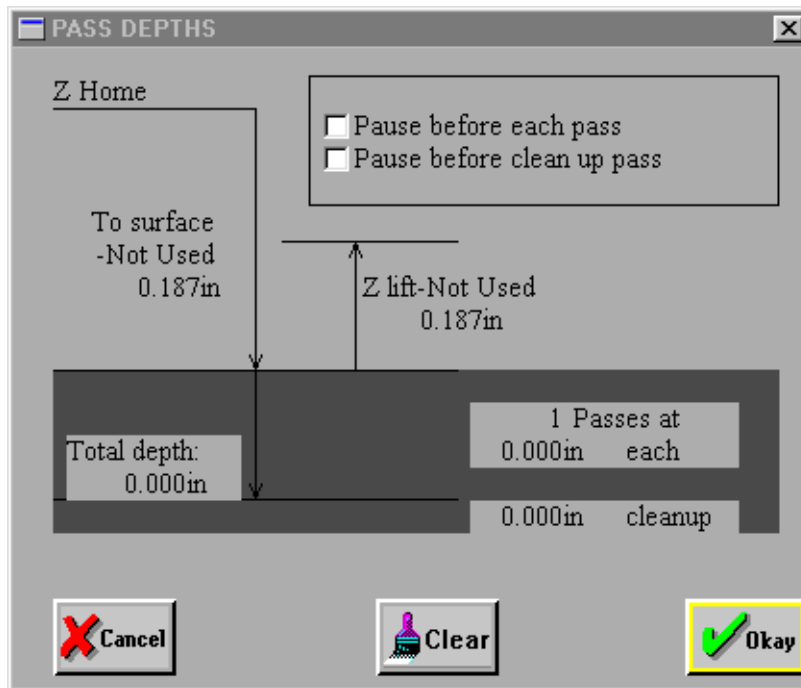 PASS DEPTHS
Z Home
Pause before each pass
Pause before clean up pass
To surface
-Not Used
0.187in
Z lift-Not Used
0.187in
1 Passes at
0.000in each
Total depth:
0.000in
0.000in cleanup
Cancel
Clear
Okay